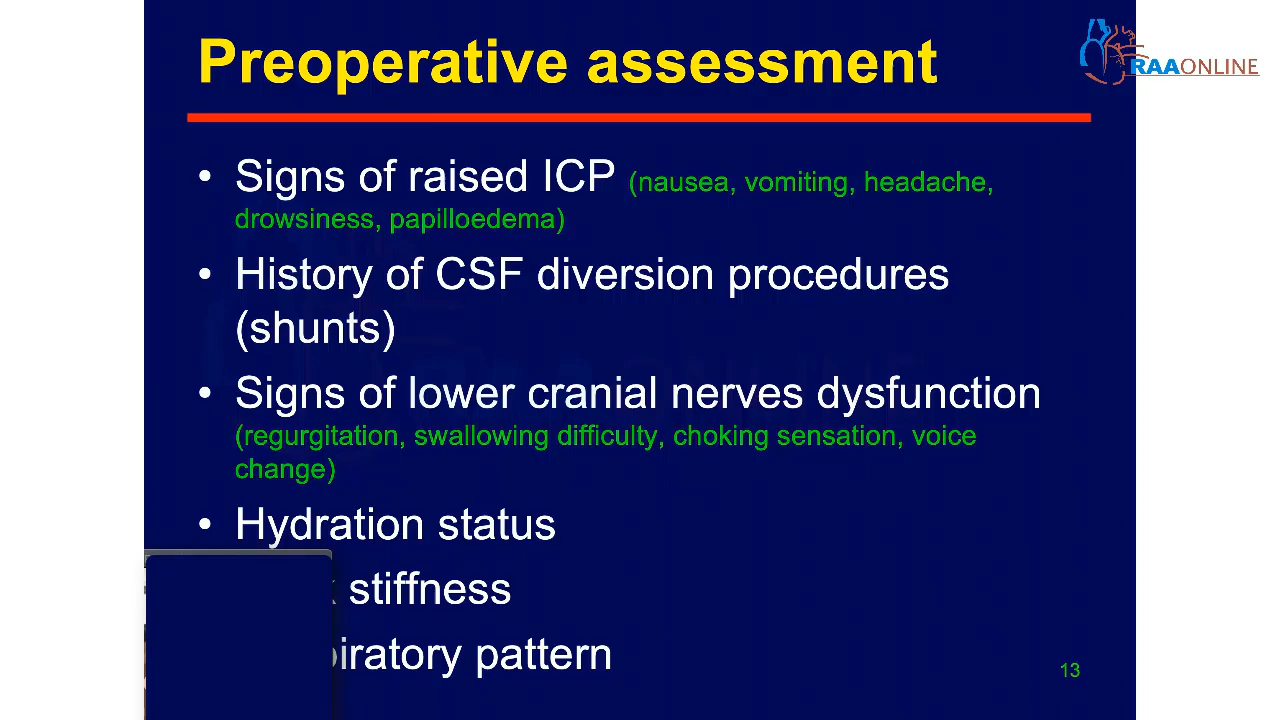 Preoperative assessment
RAAONLINE
• Signs of raised ICP (nausea, vomiting, headache,
drowsiness, papilloedema)
• History of CSF diversion procedures
(shunts)
• Signs of lower cranial nerves dysfunction
(regurgitation, swallowing difficulty, choking sensation, voice
change)
• Hydration status
stiffness
pattern
13